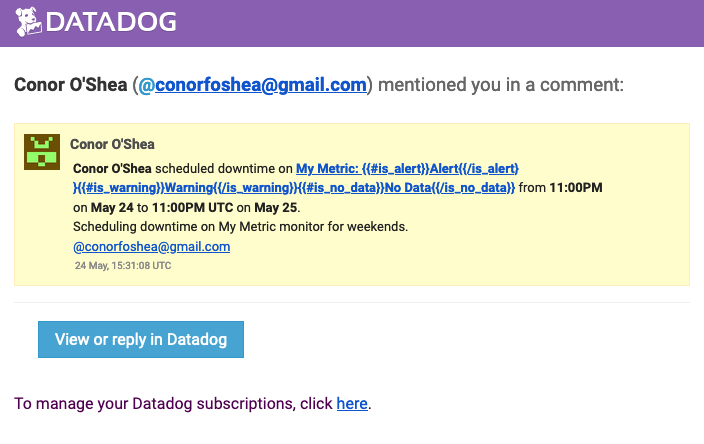 DATADOG
Conor O'Shea (@conorfoshea@gmail.com) mentioned you in a comment:
Conor O'Shea
Conor O'Shea scheduled downtime on My Metric: {{#is_alert}}Alert{{/is_alert}
}{{#is_warning}}Warning{{/is_warning}}{{#is_no_data}}No Data{{/is_no_data}} from 11:00PM
on May 24 to 11:00PM UTC on May 25.
Scheduling downtime on My Metric monitor for weekends.
@conorfoshea@gmail.com
24 May, 15:31:08 UTC
View or reply in Datadog
To manage your Datadog subscriptions, click here.